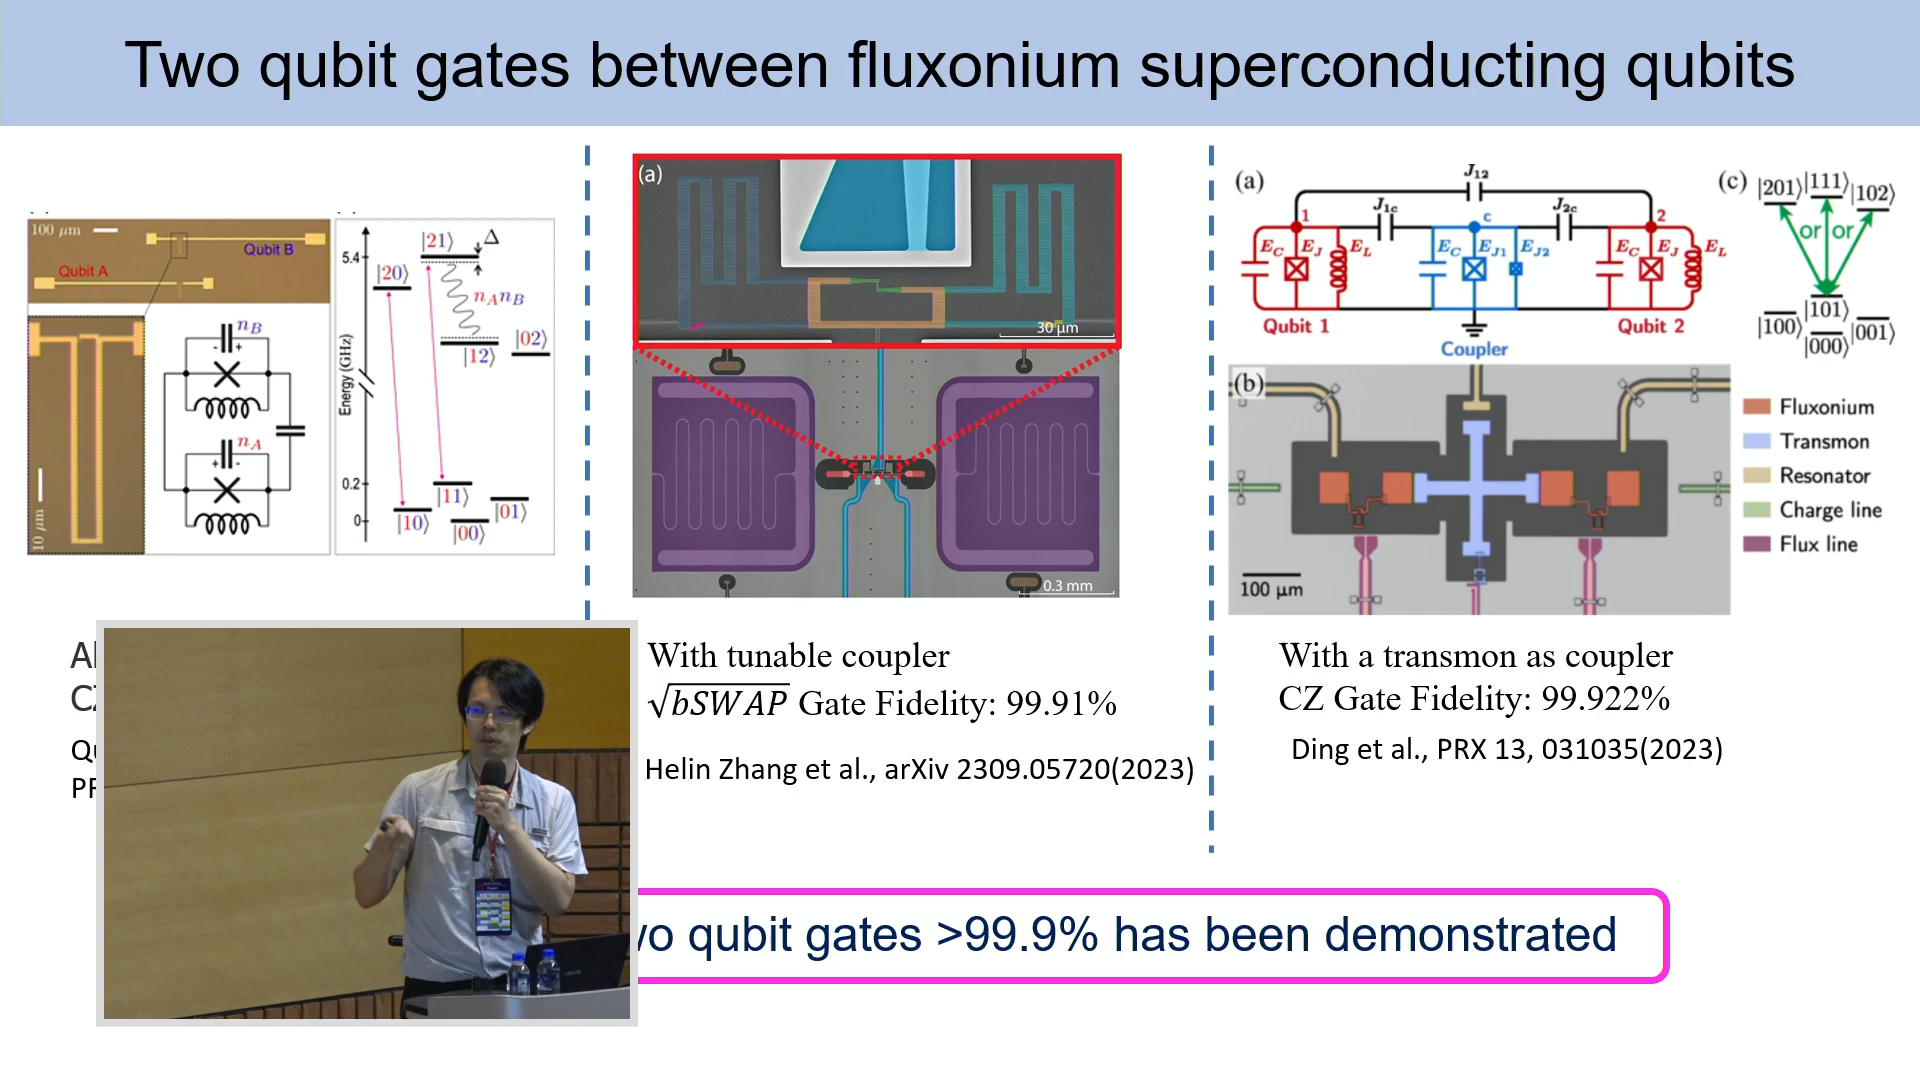 Two qubit gates between fluxonium superconducting qubits
100 μm
Qubit B
Qubit A
10 μm
n_B
n_A
Energy (GHz)
5.4
0.2
0
|21⟩
Δ
|20⟩
n_A n_B
|12⟩
|02⟩
|11⟩
|10⟩
|00⟩
|01⟩
(a)
30 μm
0.3 mm
With tunable coupler
√bSWAP Gate Fidelity: 99.91%
Helin Zhang et al., arXiv 2309.05720(2023)
(a)
J₁₂
J₁c
J₂c
1
c
2
E_C
E_J
E_L
E_C
E_J1
E_J2
E_C
E_J
E_L
Qubit 1
Coupler
Qubit 2
(c)
|201⟩
|111⟩
|102⟩
or
or
|101⟩
|100⟩
|000⟩
|001⟩
(b)
100 μm
Fluxonium
Transmon
Resonator
Charge line
Flux line
With a transmon as coupler
CZ Gate Fidelity: 99.922%
Ding et al., PRX 13, 031035(2023)
qubit gates >99.9% has been demonstrated